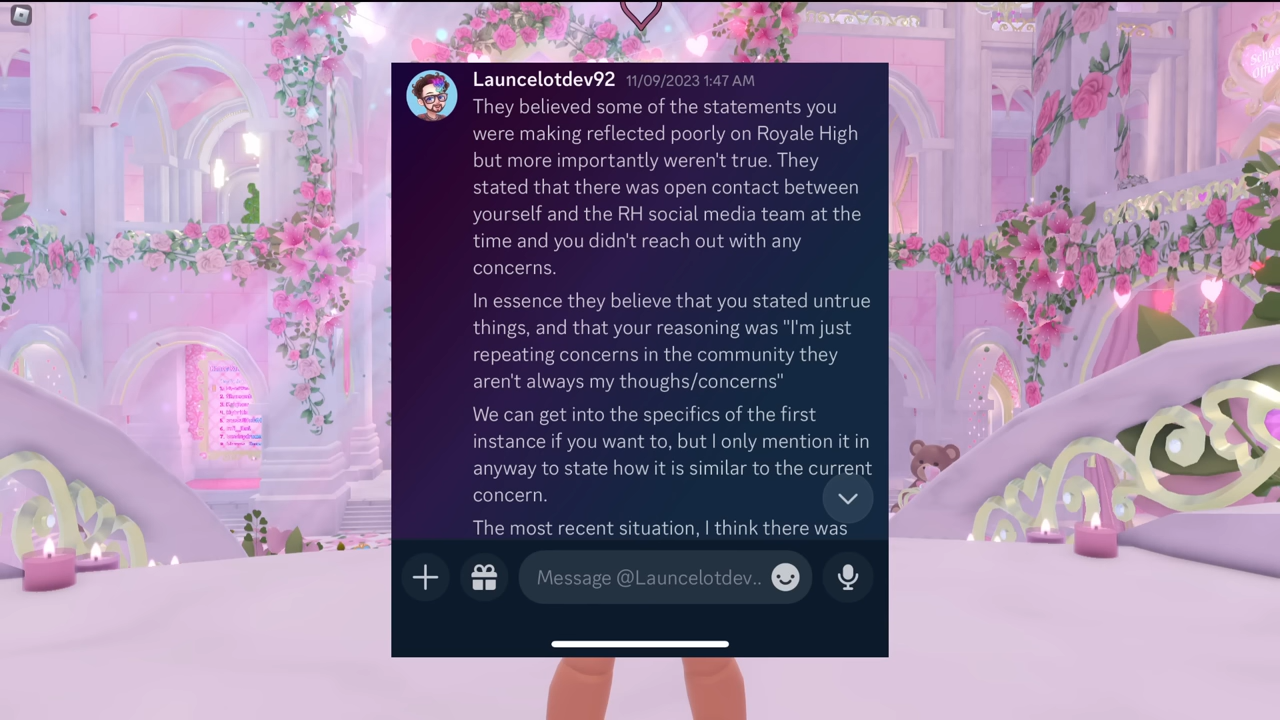 Launcelotdev92 11/09/2023 1:47 AM
They believed some of the statements you
were making reflected poorly on Royale High
but more importantly weren't true. They
stated that there was open contact between
yourself and the RH social media team at the
time and you didn't reach out with any
concerns.
In essence they believe that you stated untrue
things, and that your reasoning was "I'm just
repeating concerns in the community they
aren't always my thoughs/concerns"
We can get into the specifics of the first
instance if you want to, but I only mention it in
anyway to state how it is similar to the current
concern.
The most recent situation, I think there was
Message @Launcelotdev..